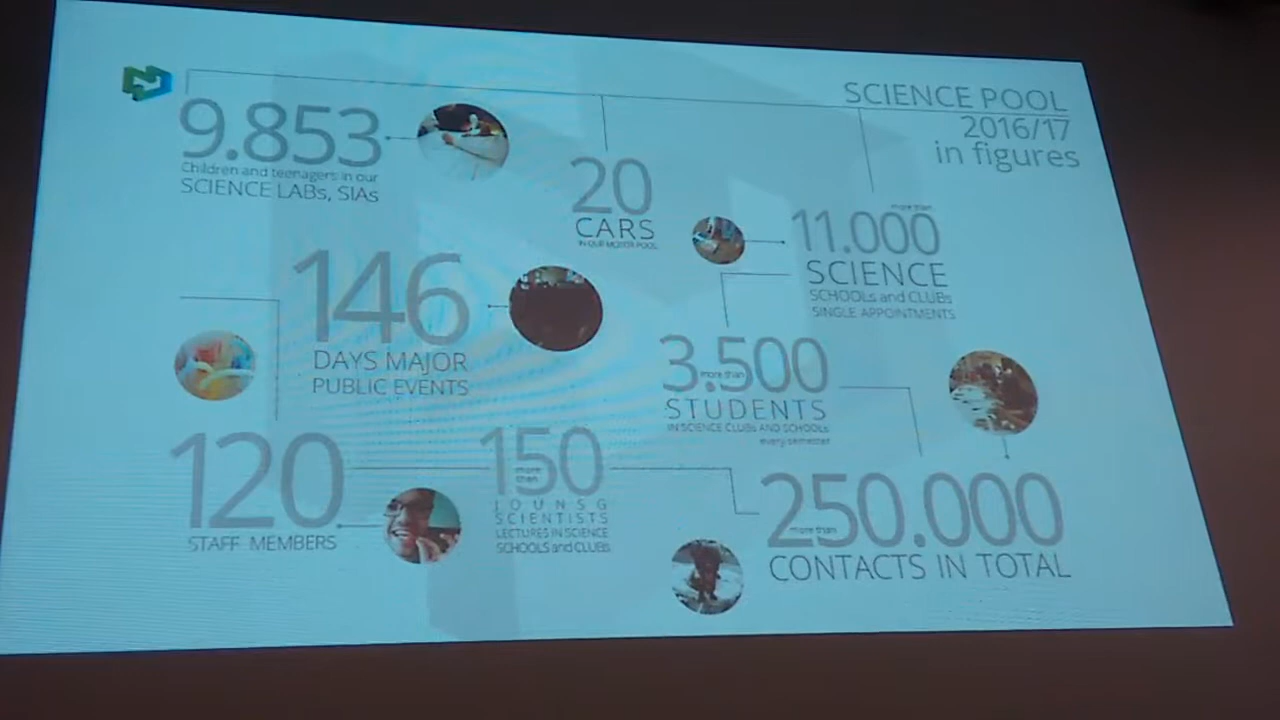 SCIENCE POOL
2016/17
in figures
9.853
Children and teenagers in our
SCIENCE LABs, SIAs
20
CARS
IN OUR MOTOR POOL
more than
11.000
SCIENCE
SCHOOLs and CLUBs
SINGLE APPOINTMENTS
146
DAYS MAJOR
PUBLIC EVENTS
3.500
more than
STUDENTS
IN SCIENCE CLUBs AND SCHOOLs
every semester
120
STAFF MEMBERS
150
more
than
SCIENTISTS
LECTURES IN SCIENCE
SCHOOLS and CLUBs
250.000
more than
CONTACTS IN TOTAL